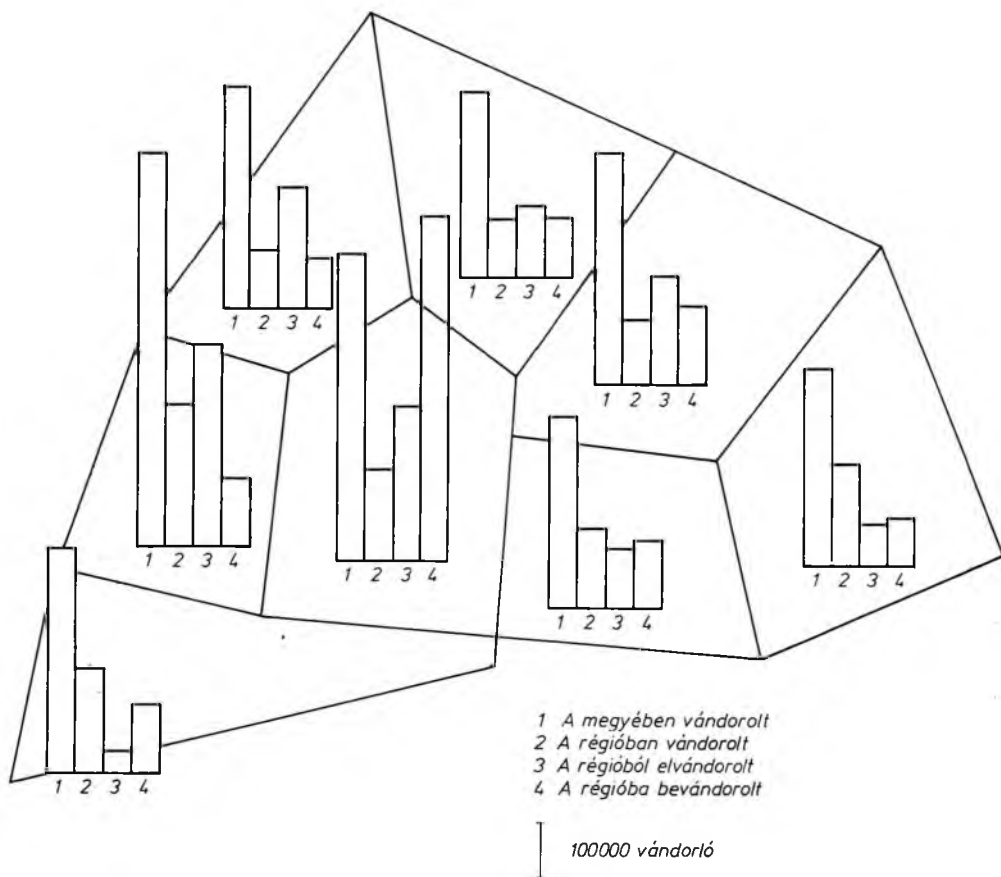 1 2 3 4
1 2 3 4
1 2 3 4
1 2 3 4
1 2 3 4
1 2 3 4
1 2 3 4
1 2 3 4
1 A megyében vándorolt
2 A régióban vándorolt
3 A régióból elvándorolt
4 A régióba bevándorolt
100000 vándorló